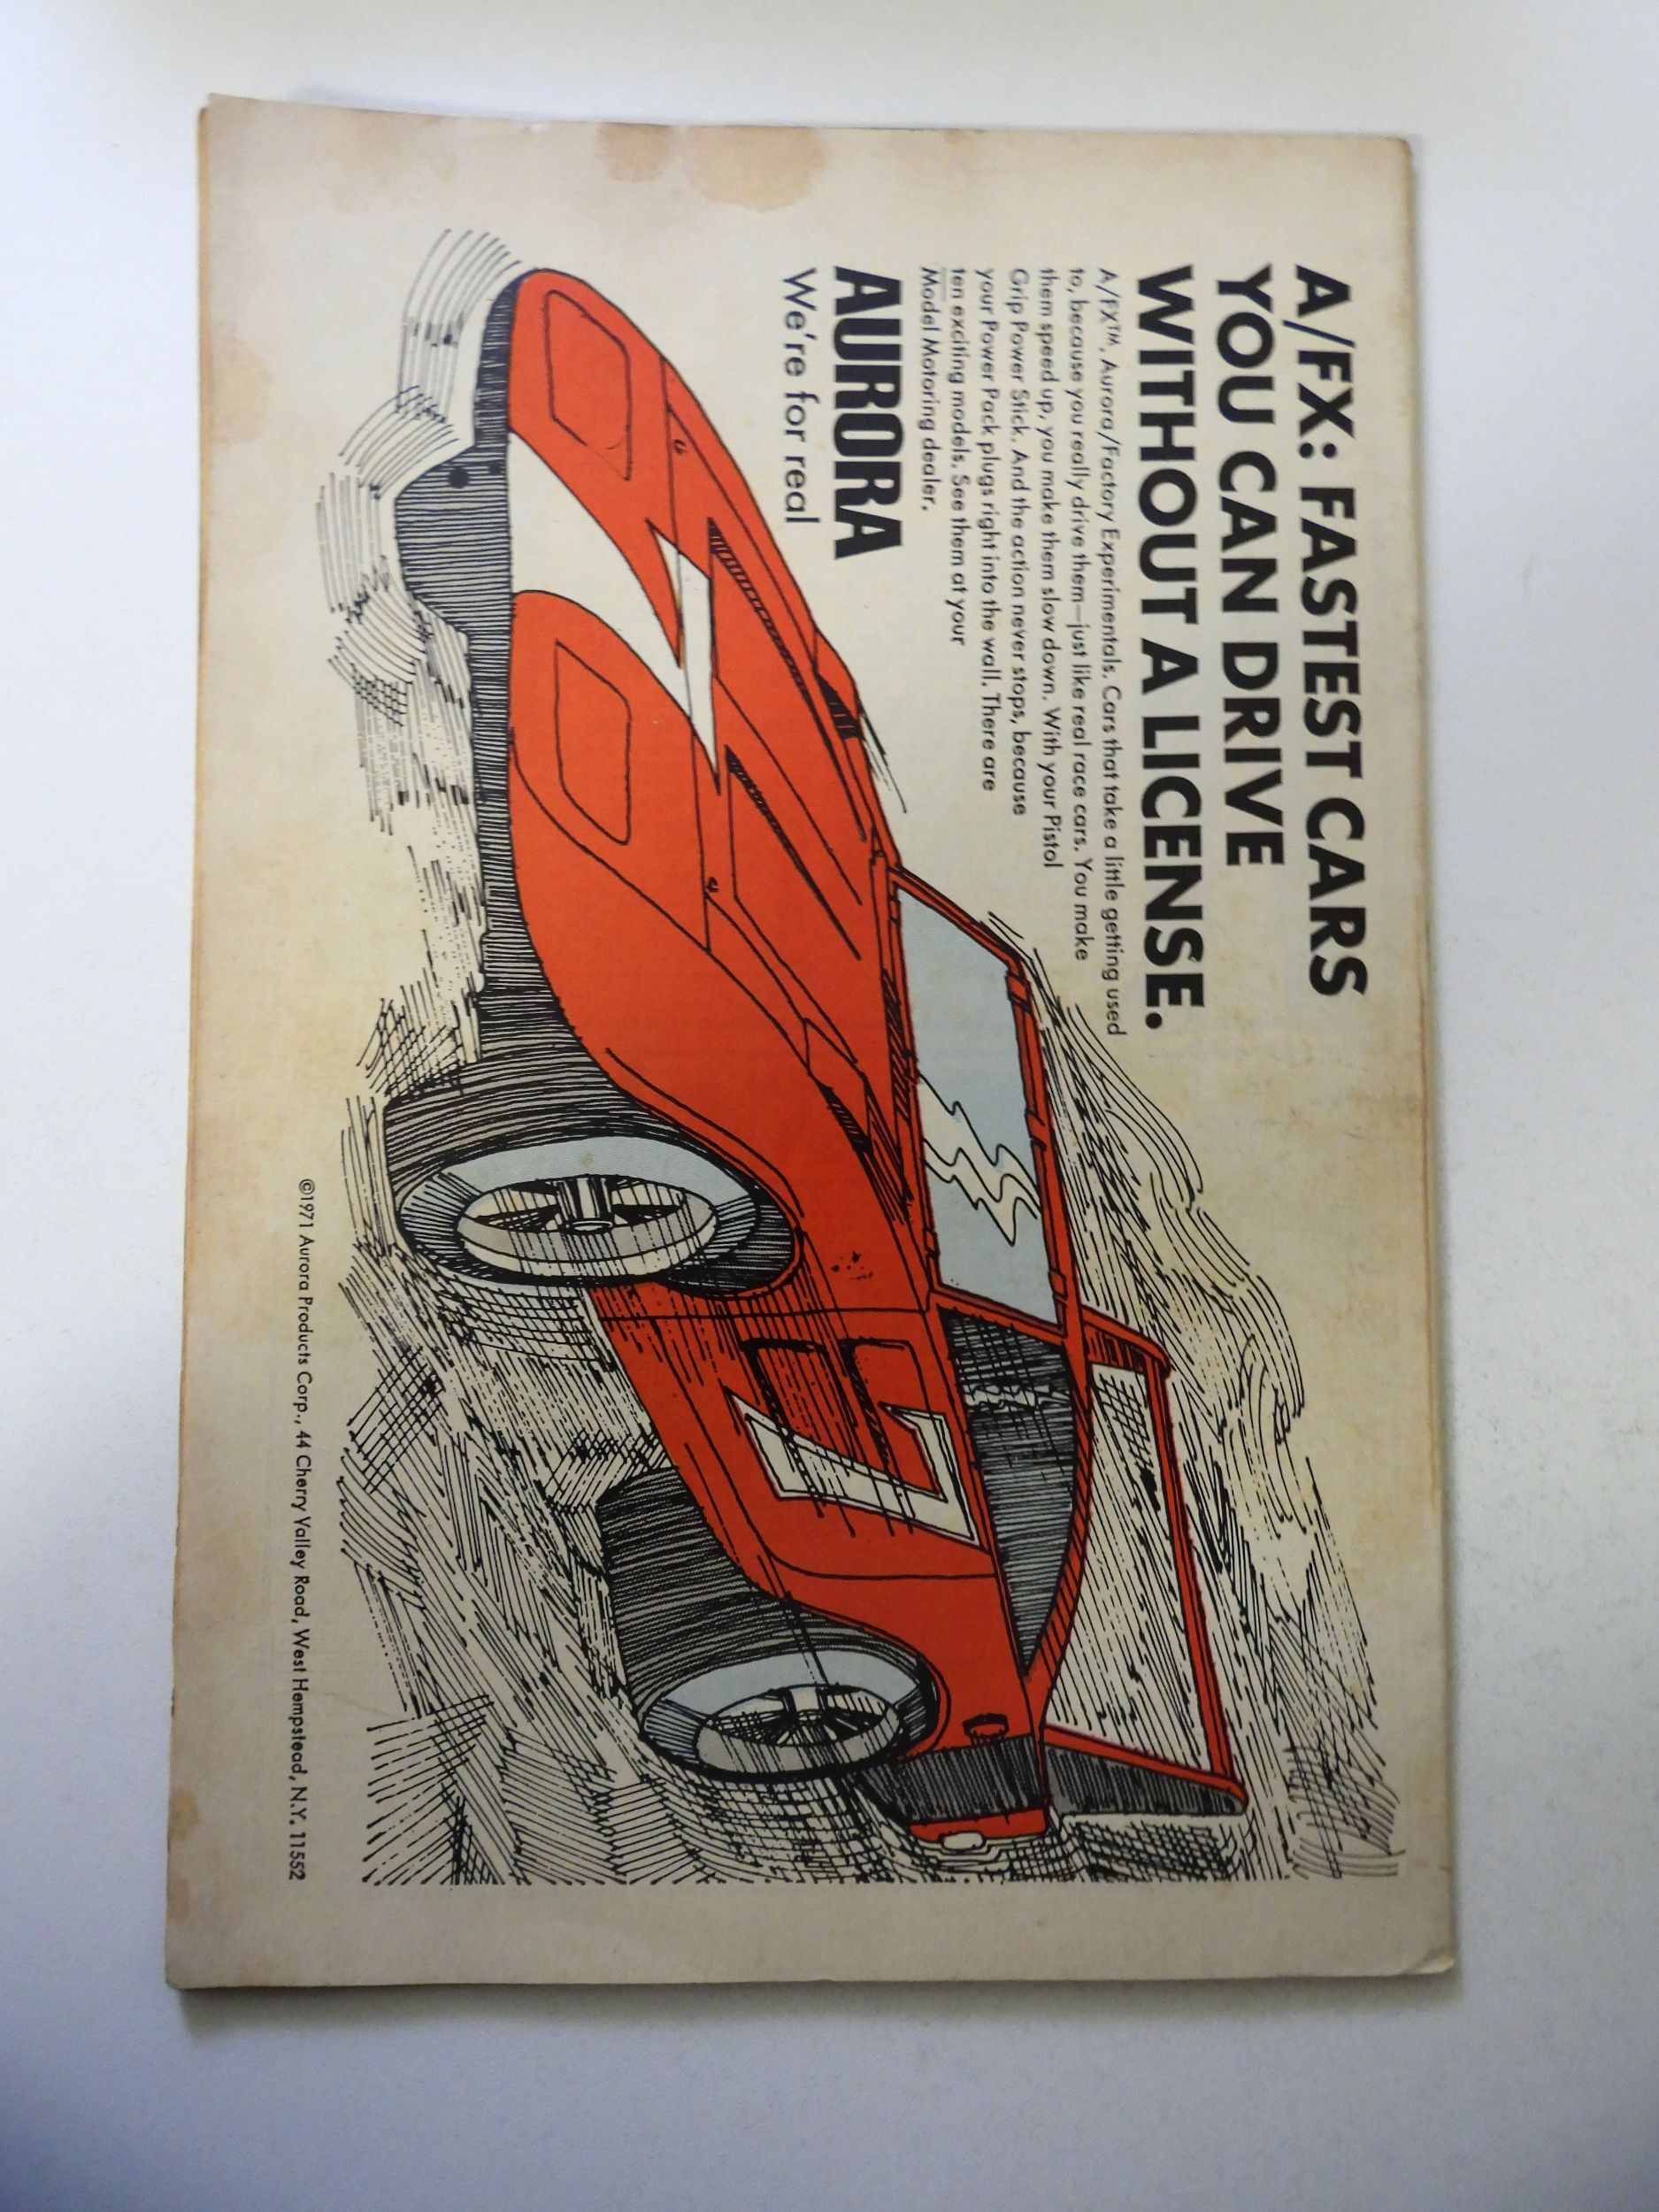 A/FX: FASTEST CARS
YOU CAN DRIVE
WITHOUT A LICENSE.
A/FX™. Aurora/Factory Experimentals. Cars that take a little getting used
to, because you really drive them—just like real race cars. You make
them speed up, you make them slow down. With your Pistol
Grip Power Stick. And the action never stops, because
your Power Pack plugs right into the wall. There are
ten exciting models. See them at your
Model Motoring dealer.
AURORA
We're for real
7
7
©1971 Aurora Products Corp., 44 Cherry Valley Road, West Hempstead, N.Y. 11552